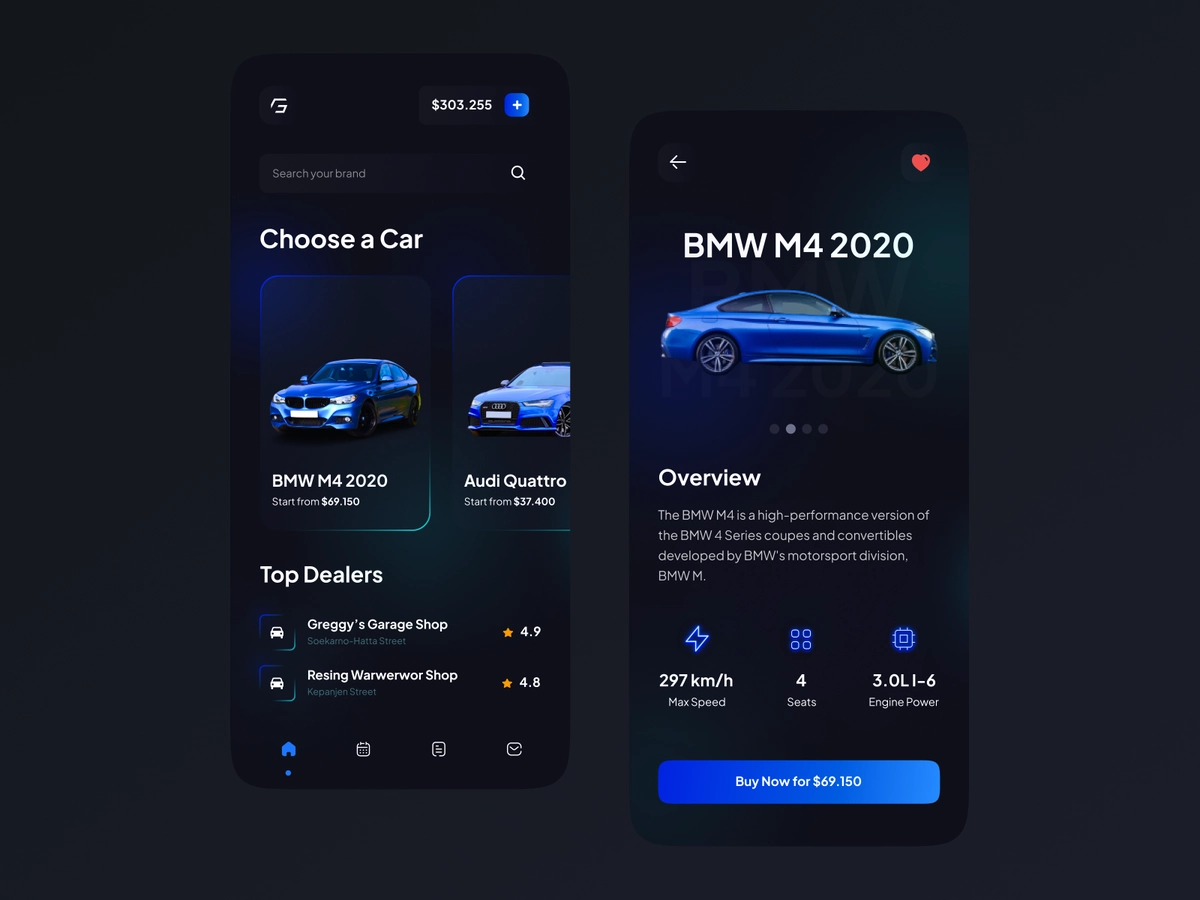 $303.255
Search your brand
Choose a Car
BMW M4 2020
Start from $69.150
Audi Quattro
Start from $37.400
Top Dealers
Greggy’s Garage Shop
Soekarno-Hatta Street
4.9
Resing Warwerwor Shop
Kepanjen Street
4.8
BMW M4 2020
BMW
M4 2020
Overview
The BMW M4 is a high-performance version of
the BMW 4 Series coupes and convertibles
developed by BMW's motorsport division,
BMW M.
297 km/h
4
3.0L I-6
Max Speed
Seats
Engine Power
Buy Now for $69.150